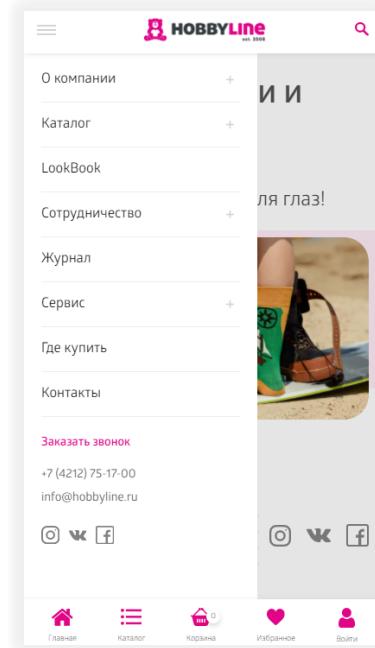 HOBBYLINE
est. 2008
О компании
Каталог
LookBook
Сотрудничество
Журнал
Сервис
Где купить
Контакты
Заказать звонок
+7 (4212) 75-17-00
info@hobbyline.ru
и и
ля глаз!
Главная
Каталог
Корзина
0
Избранное
Войти